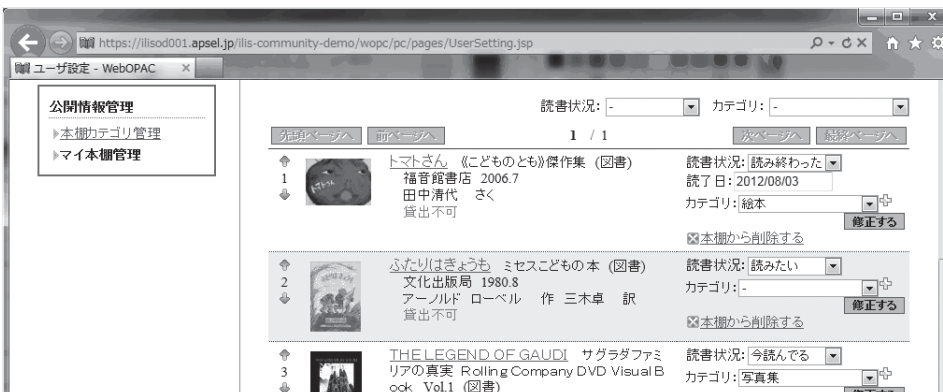 https://ilisod001.apsel.jp/ilis-community-demo/wopc/pc/pages/UserSetting.jsp
ユーザ設定 - WebOPAC
公開情報管理
本棚カテゴリ管理
マイ本棚管理
読書状況: - カテゴリ: -
先頭ページへ 前ページへ 1 / 1 次ページへ 最終ページへ
1
トマトさん 《こどものとも》傑作集 (図書)
福音館書店 2006.7
田中清代 さく
貸出不可
読書状況: 読み終わった
読了日: 2012/08/03
カテゴリ: 絵本
修正する
本棚から削除する
2
ふたりはきょうも ミセスこどもの本 (図書)
文化出版局 1980.8
アーノルド ローベル 作 三木卓 訳
貸出不可
読書状況: 読みたい
カテゴリ: -
修正する
本棚から削除する
3
THE LEGEND OF GAUDI サグラダファミ
リアの真実 Rolling Company DVD Visual B
ook Vol.1 (図書)
読書状況: 今読んでる
カテゴリ: 写真集
修正する